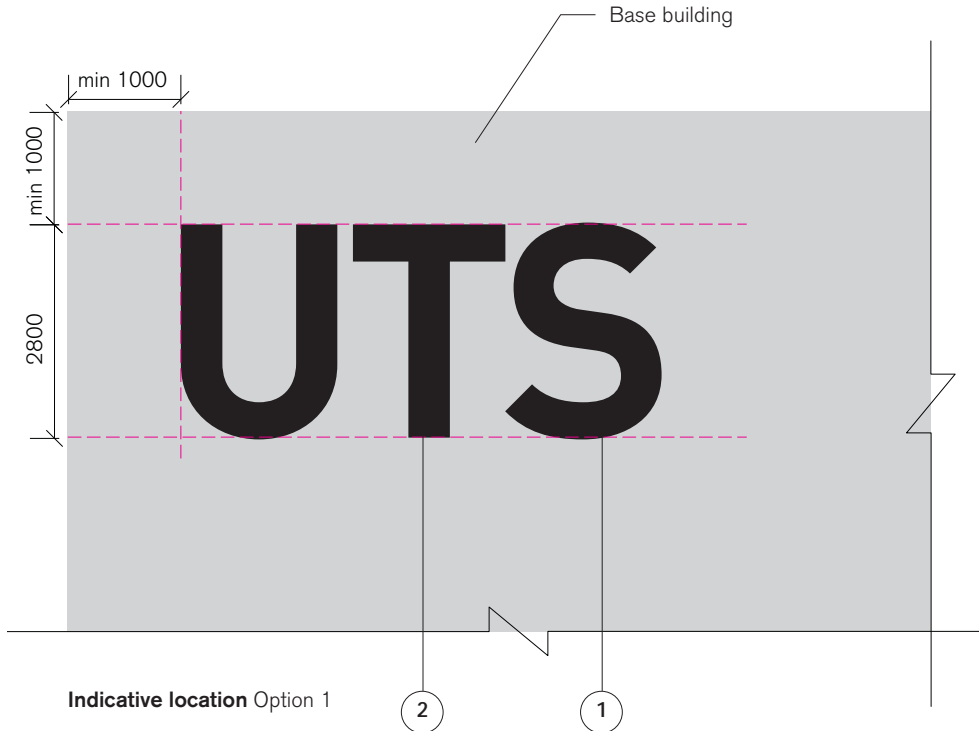 Base building
min 1000
min 1000
UTS
2800
Indicative location Option 1
2
1